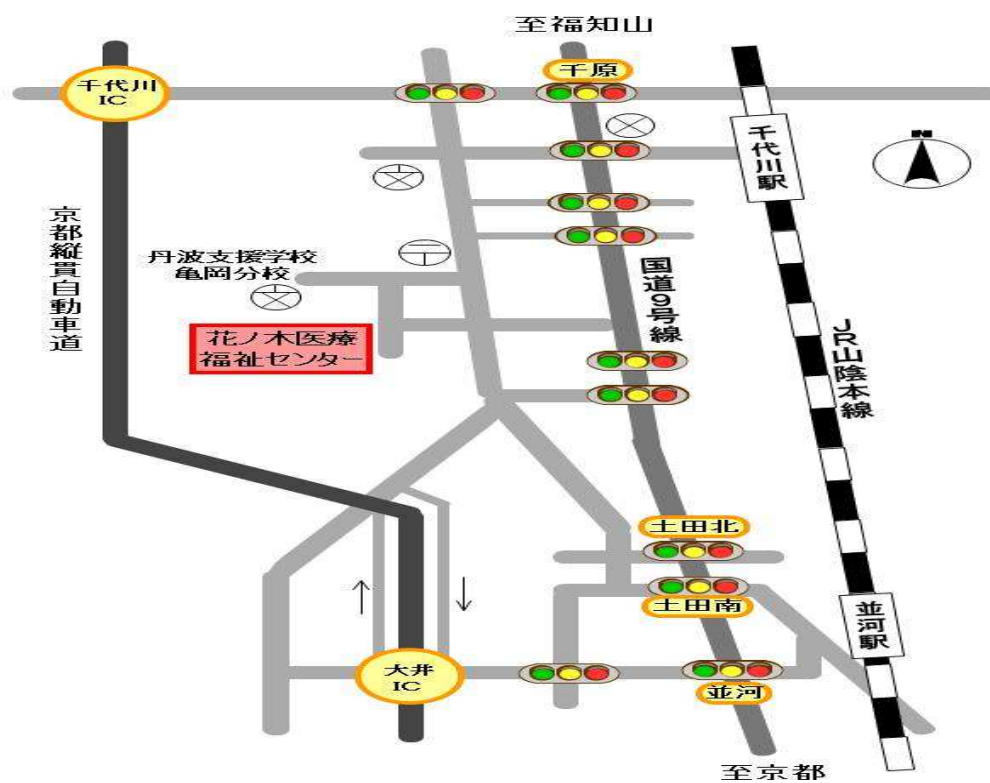 至福知山
千代川
IC
千原
N
千代川駅
京都縦貫自動車道
丹波支援学校
亀岡分校
国道9号線
花ノ木医療
福祉センター
JR山陰本線
土田北
土田南
並河駅
大井
IC
並河
至京都